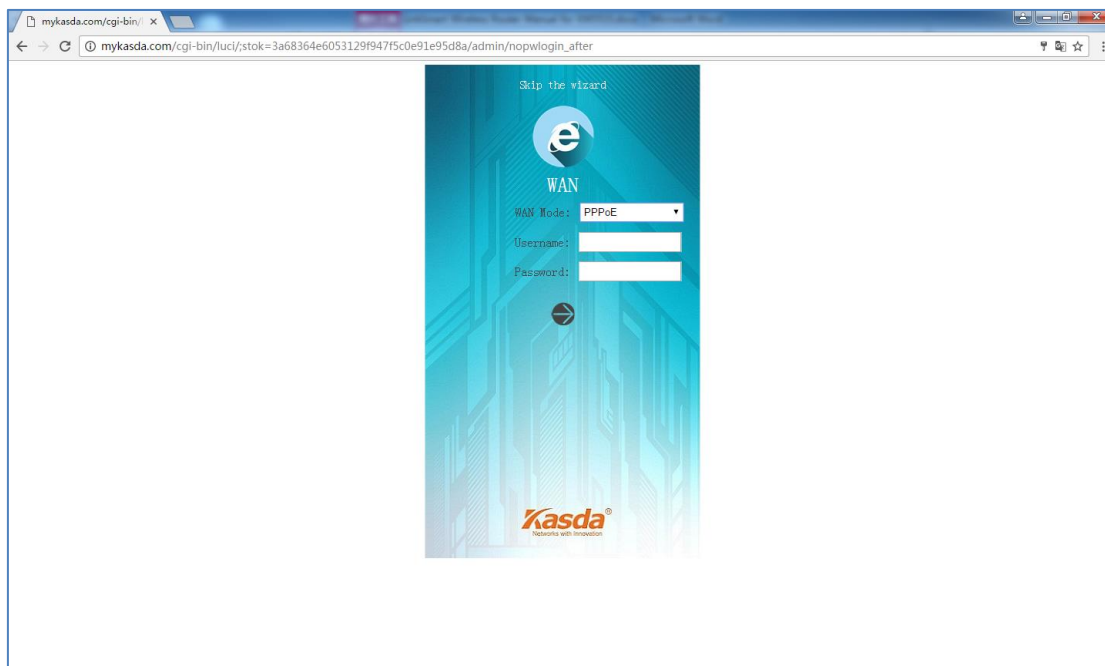 mykasda.com/cgi-bin/l
mykasda.com/cgi-bin/luci/;stok=3a68364e6053129f947f5c0e91e95d8a/admin/nopwlogin_after
Skip the wizard
WAN
WAN Mode: PPPoE
Username:
Password:
Kasda®
Networks with Innovation